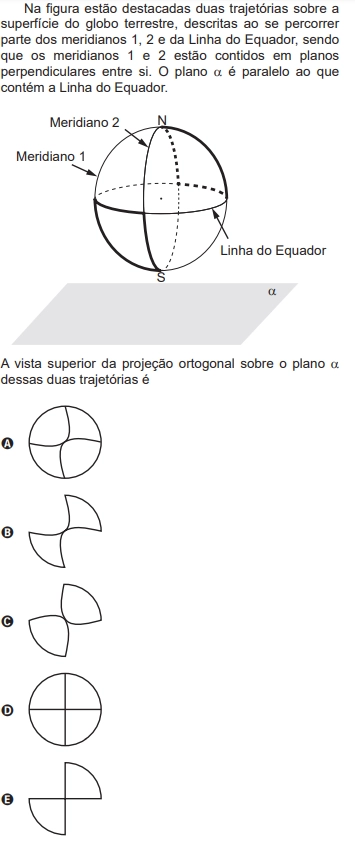 Na figura estão destacadas duas trajetórias sobre a
superfície do globo terrestre, descritas ao se percorrer
parte dos meridianos 1, 2 e da Linha do Equador, sendo
que os meridianos 1 e 2 estão contidos em planos
perpendiculares entre si. O plano α é paralelo ao que
contém a Linha do Equador.
Meridiano 2
N
Meridiano 1
Linha do Equador
S
α
A vista superior da projeção ortogonal sobre o plano α
dessas duas trajetórias é
A
B
C
D
E